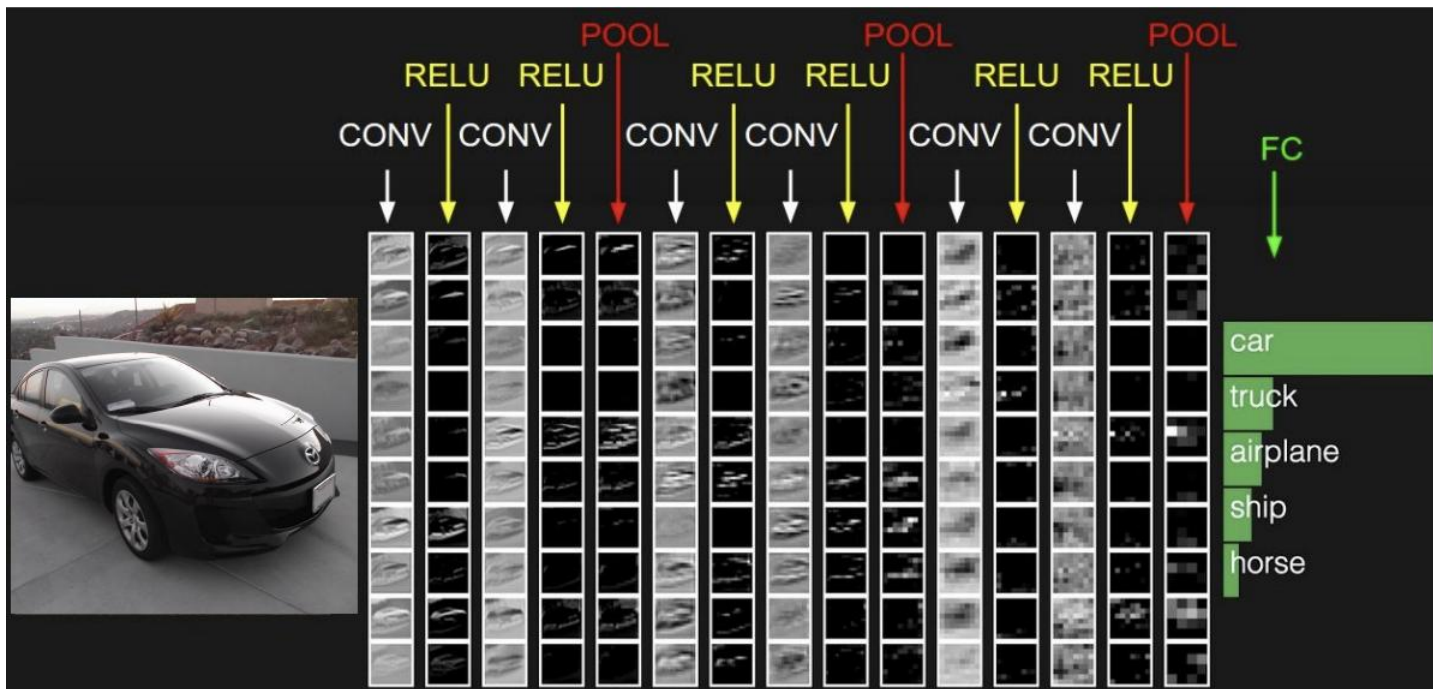 POOL POOL POOL
RELU RELU RELU RELU RELU RELU
CONV CONV CONV CONV CONV CONV
FC
car
truck
airplane
ship
horse